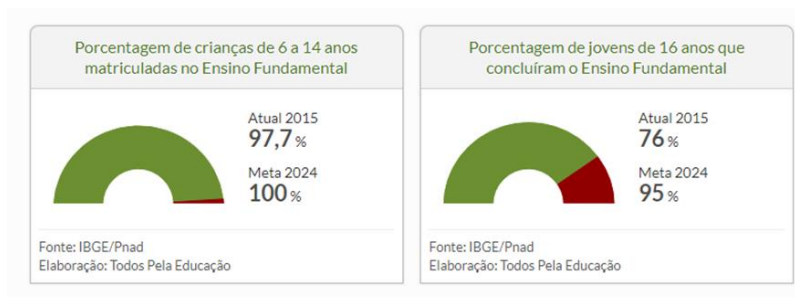 Porcentagem de crianças de 6 a 14 anos
matriculadas no Ensino Fundamental
Atual 2015
97,7 %
Meta 2024
100 %
Fonte: IBGE/Pnad
Elaboração: Todos Pela Educação
Porcentagem de jovens de 16 anos que
concluíram o Ensino Fundamental
Atual 2015
76 %
Meta 2024
95 %
Fonte: IBGE/Pnad
Elaboração: Todos Pela Educação